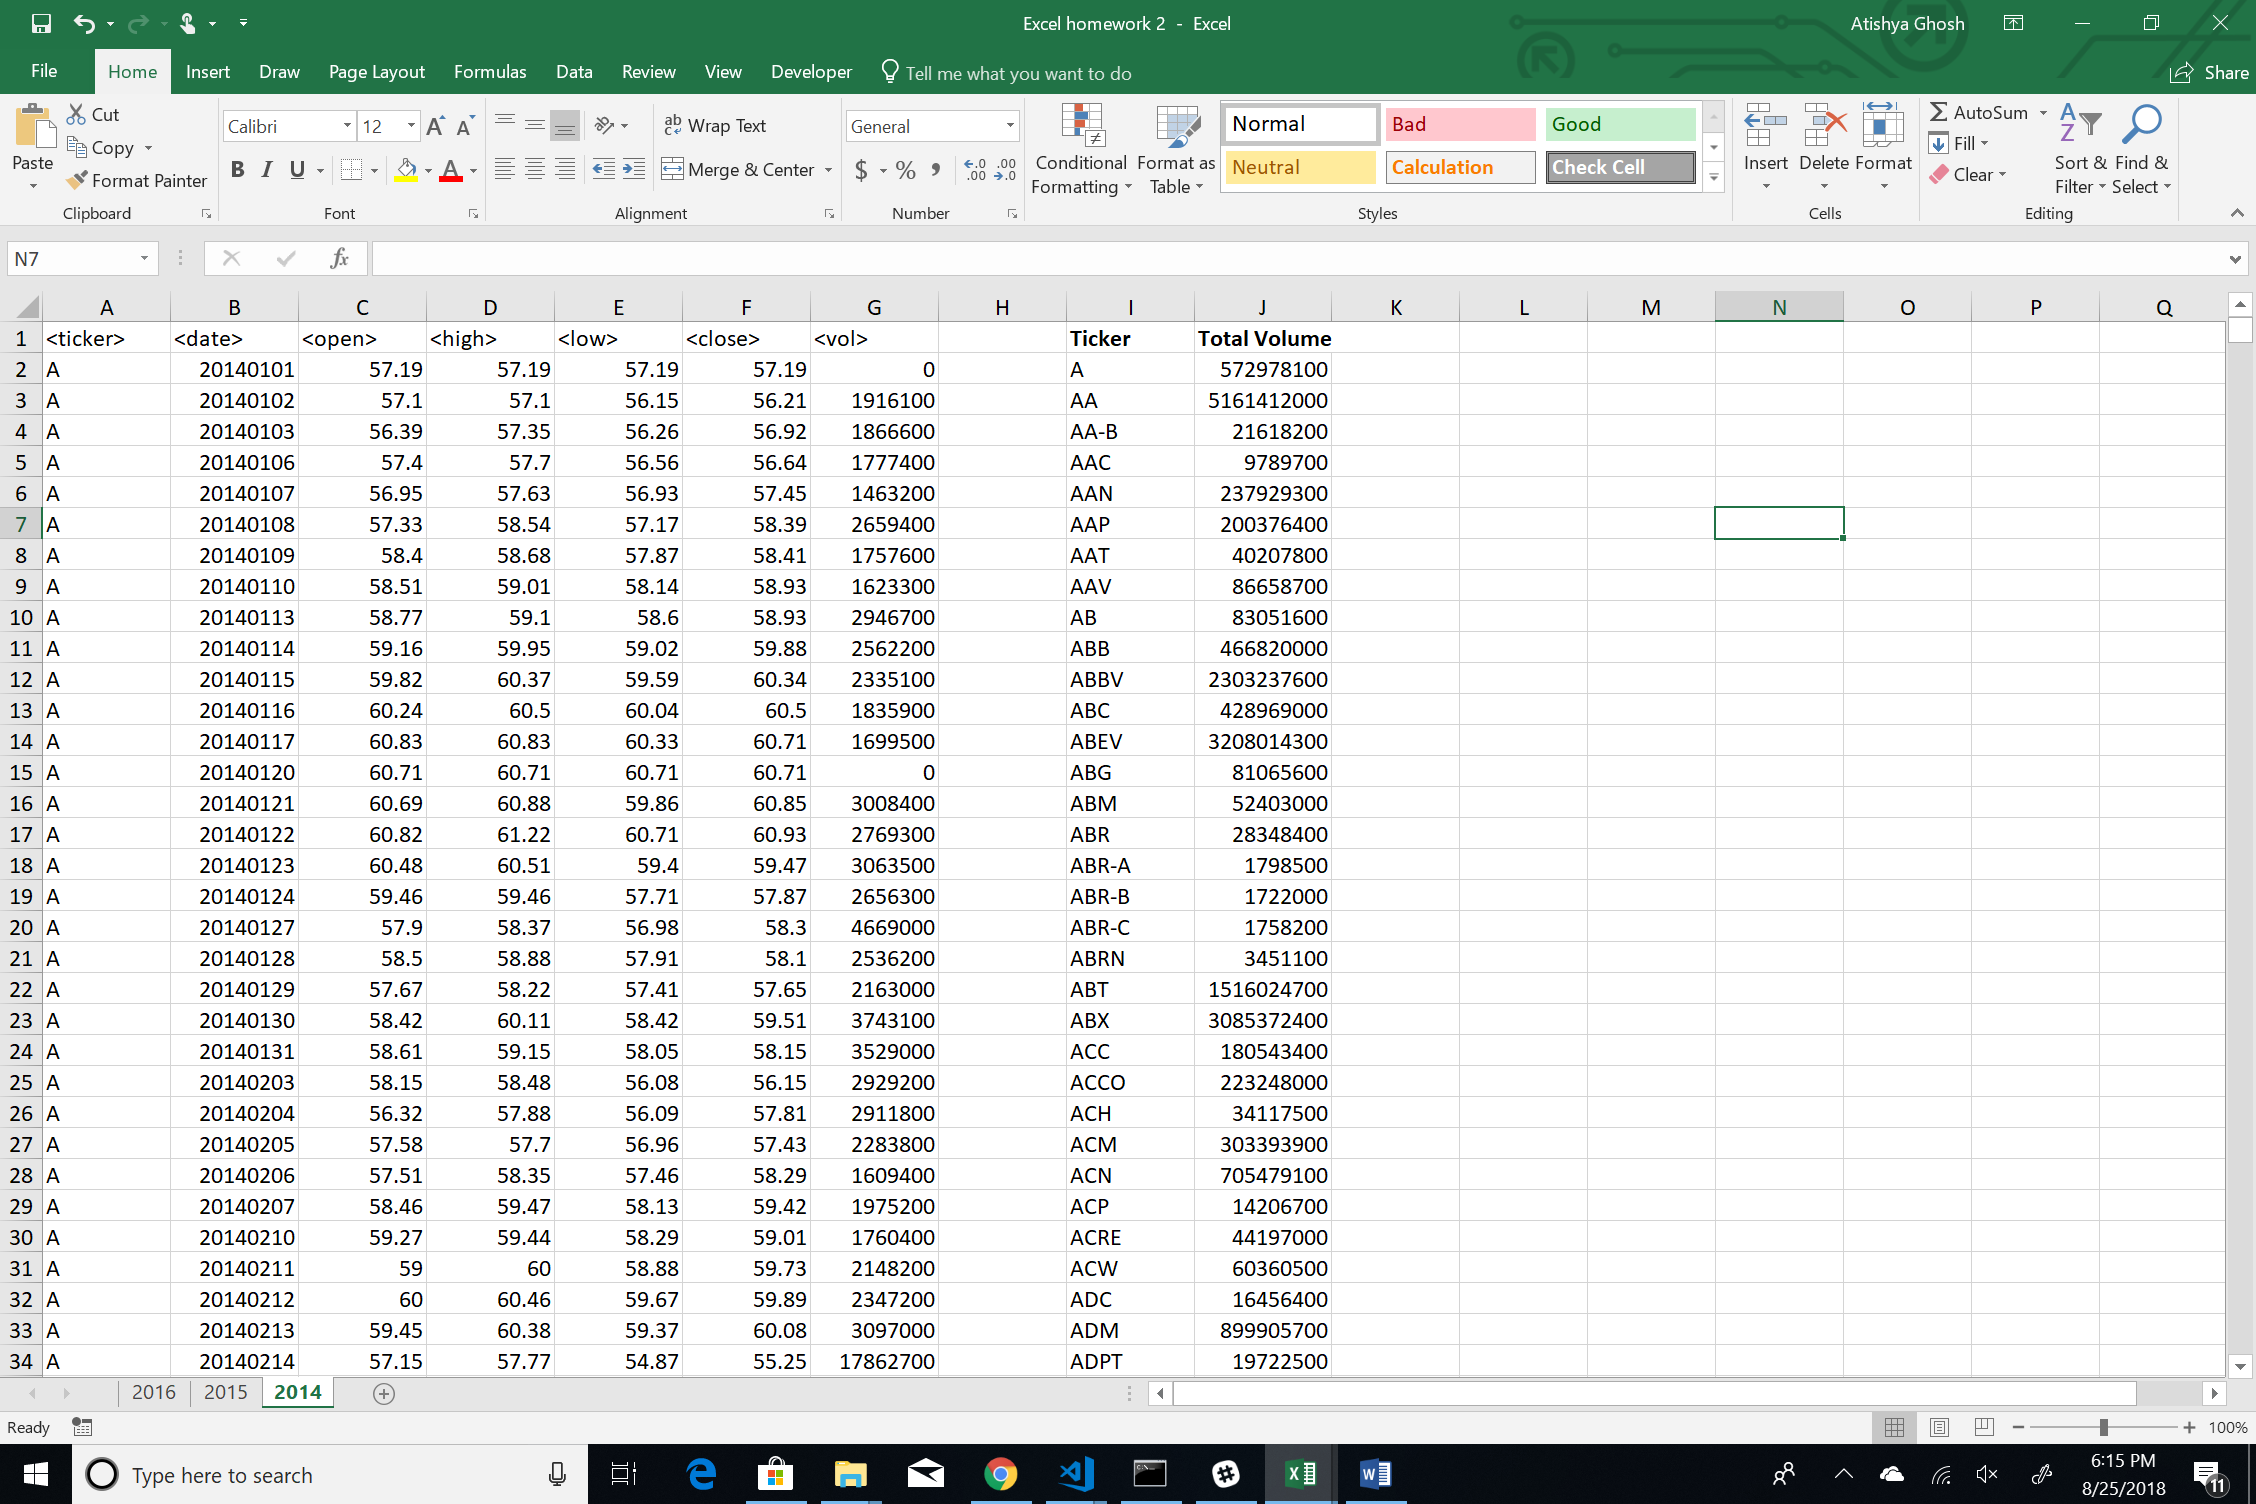 Excel homework 2 - Excel
Atishya Ghosh
File Home Insert Draw Page Layout Formulas Data Review View Developer Tell me what you want to do Share
Cut
Copy
Format Painter
Paste
Clipboard
Calibri 12
B I U
Font
Wrap Text
Merge & Center
Alignment
General
$ % ,
Number
Conditional Formatting
Format as Table
Normal Bad Good
Neutral Calculation Check Cell
Styles
Insert Delete Format
Cells
AutoSum
Fill
Clear
Sort & Filter
Find & Select
Editing
N7 fx
A B C D E F G H I J K L M N O P Q
1 <ticker> <date> <open> <high> <low> <close> <vol> Ticker Total Volume
2 A 20140101 57.19 57.19 57.19 57.19 0 A 572978100
3 A 20140102 57.1 57.1 56.15 56.21 1916100 AA 5161412000
4 A 20140103 56.39 57.35 56.26 56.92 1866600 AA-B 21618200
5 A 20140106 57.4 57.7 56.56 56.64 1777400 AAC 9789700
6 A 20140107 56.95 57.63 56.93 57.45 1463200 AAN 237929300
7 A 20140108 57.33 58.54 57.17 58.39 2659400 AAP 200376400
8 A 20140109 58.4 58.68 57.87 58.41 1757600 AAT 40207800
9 A 20140110 58.51 59.01 58.14 58.93 1623300 AAV 86658700
10 A 20140113 58.77 59.1 58.6 58.93 2946700 AB 83051600
11 A 20140114 59.16 59.95 59.02 59.88 2562200 ABB 466820000
12 A 20140115 59.82 60.37 59.59 60.34 2335100 ABBV 2303237600
13 A 20140116 60.24 60.5 60.04 60.5 1835900 ABC 428969000
14 A 20140117 60.83 60.83 60.33 60.71 1699500 ABEV 3208014300
15 A 20140120 60.71 60.71 60.71 60.71 0 ABG 81065600
16 A 20140121 60.69 60.88 59.86 60.85 3008400 ABM 52403000
17 A 20140122 60.82 61.22 60.71 60.93 2769300 ABR 28348400
18 A 20140123 60.48 60.51 59.4 59.47 3063500 ABR-A 1798500
19 A 20140124 59.46 59.46 57.71 57.87 2656300 ABR-B 1722000
20 A 20140127 57.9 58.37 56.98 58.3 4669000 ABR-C 1758200
21 A 20140128 58.5 58.88 57.91 58.1 2536200 ABRN 3451100
22 A 20140129 57.67 58.22 57.41 57.65 2163000 ABT 1516024700
23 A 20140130 58.42 60.11 58.42 59.51 3743100 ABX 3085372400
24 A 20140131 58.61 59.15 58.05 58.15 3529000 ACC 180543400
25 A 20140203 58.15 58.48 56.08 56.15 2929200 ACCO 223248000
26 A 20140204 56.32 57.88 56.09 57.81 2911800 ACH 34117500
27 A 20140205 57.58 57.7 56.96 57.43 2283800 ACM 303393900
28 A 20140206 57.51 58.35 57.46 58.29 1609400 ACN 705479100
29 A 20140207 58.46 59.47 58.13 59.42 1975200 ACP 14206700
30 A 20140210 59.27 59.44 58.29 59.01 1760400 ACRE 44197000
31 A 20140211 59 60 58.88 59.73 2148200 ACW 60360500
32 A 20140212 60 60.46 59.67 59.89 2347200 ADC 16456400
33 A 20140213 59.45 60.38 59.37 60.08 3097000 ADM 899905700
34 A 20140214 57.15 57.77 54.87 55.25 17862700 ADPT 19722500
2016 2015 2014
Ready 100%
Type here to search
6:15 PM
8/25/2018
11